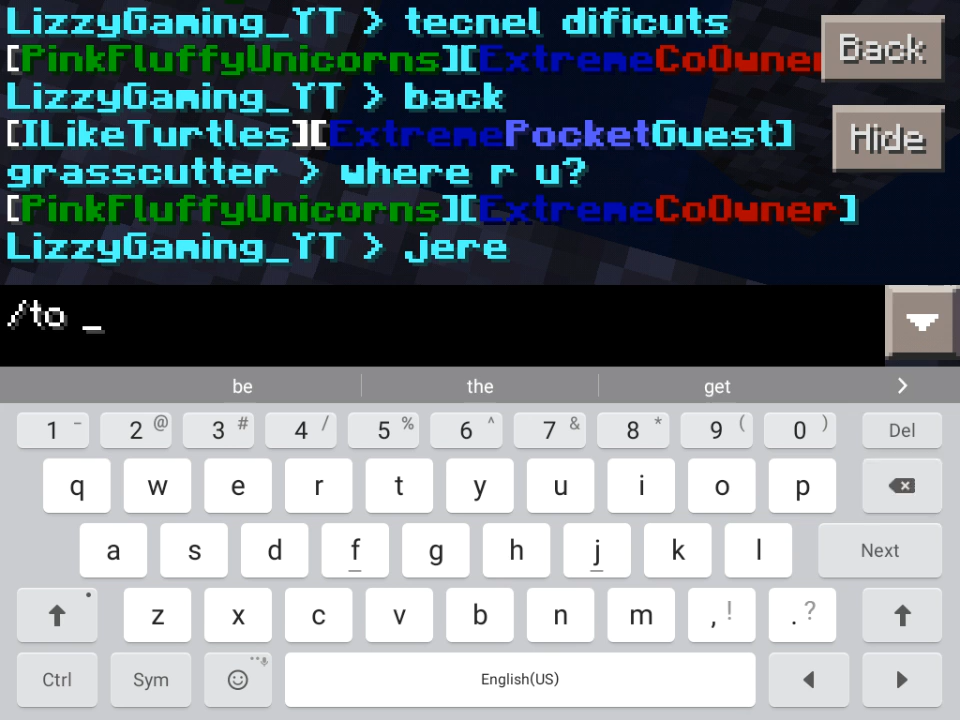 LizzyGaming_YT > tecnel dificuts
[PinkFluffyUnicorns][ExtremeCoOwner
LizzyGaming_YT > back
[ILikeTurtles][ExtremePocketGuest]
grasscutter > where r u?
[PinkFluffyUnicorns][ExtremeCoOwner]
LizzyGaming_YT > jere
Back
Hide
/to _
be the get >
1 - 2 @ 3 # 4 / 5 % 6 ^ 7 & 8 * 9 ( 0 ) Del
q w e r t y u i o p
a s d f g h j k l Next
z x c v b n m , ! . ?
Ctrl Sym English(US)